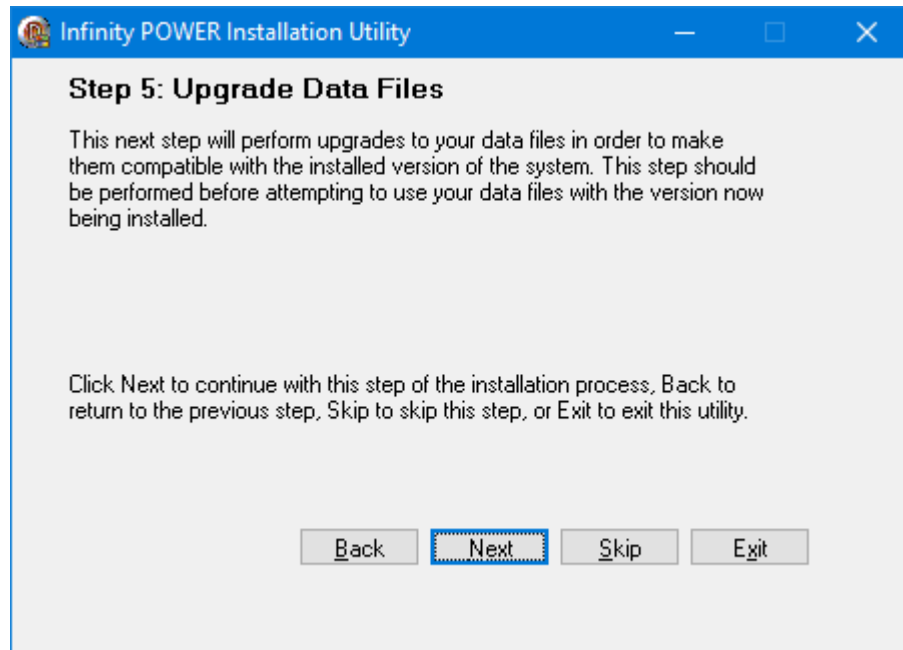 Infinity POWER Installation Utility
Step 5: Upgrade Data Files
This next step will perform upgrades to your data files in order to make
them compatible with the installed version of the system. This step should
be performed before attempting to use your data files with the version now
being installed.
Click Next to continue with this step of the installation process, Back to
return to the previous step, Skip to skip this step, or Exit to exit this utility.
Back Next Skip Exit